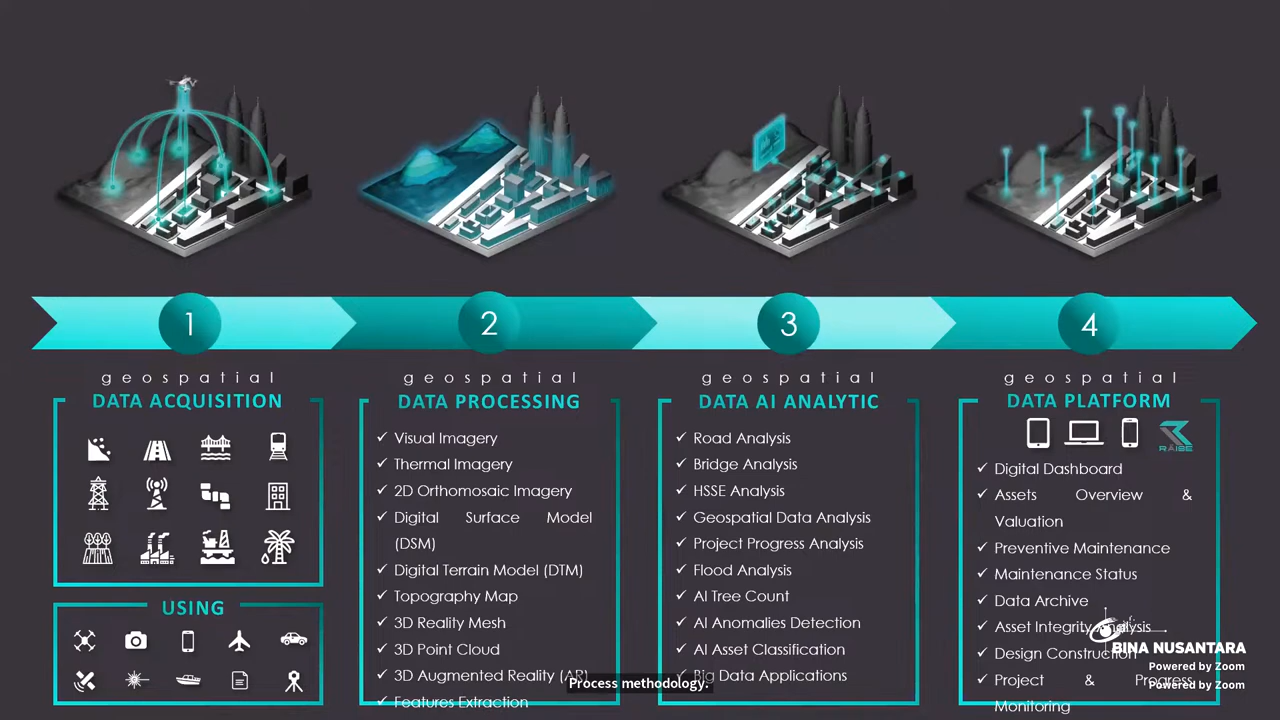 1
2
3
4
geospatial
DATA ACQUISITION
USING
geospatial
DATA PROCESSING
Visual Imagery
Thermal Imagery
2D Orthomosaic Imagery
Digital Surface Model
(DSM)
Digital Terrain Model (DTM)
Topography Map
3D Reality Mesh
3D Point Cloud
3D Augmented Reality (AR)
Features Extraction
geospatial
DATA AI ANALYTIC
Road Analysis
Bridge Analysis
HSSE Analysis
Geospatial Data Analysis
Project Progress Analysis
Flood Analysis
AI Tree Count
AI Anomalies Detection
AI Asset Classification
Big Data Applications
geospatial
DATA PLATFORM
RAIBE
Digital Dashboard
Assets Overview &
Valuation
Preventive Maintenance
Maintenance Status
Data Archive
Asset Integrity Analysis
Design Construction
Project & Progress
Monitoring
BINA NUSANTARA
Powered by Zoom
Powered by Zoom
Process methodology.